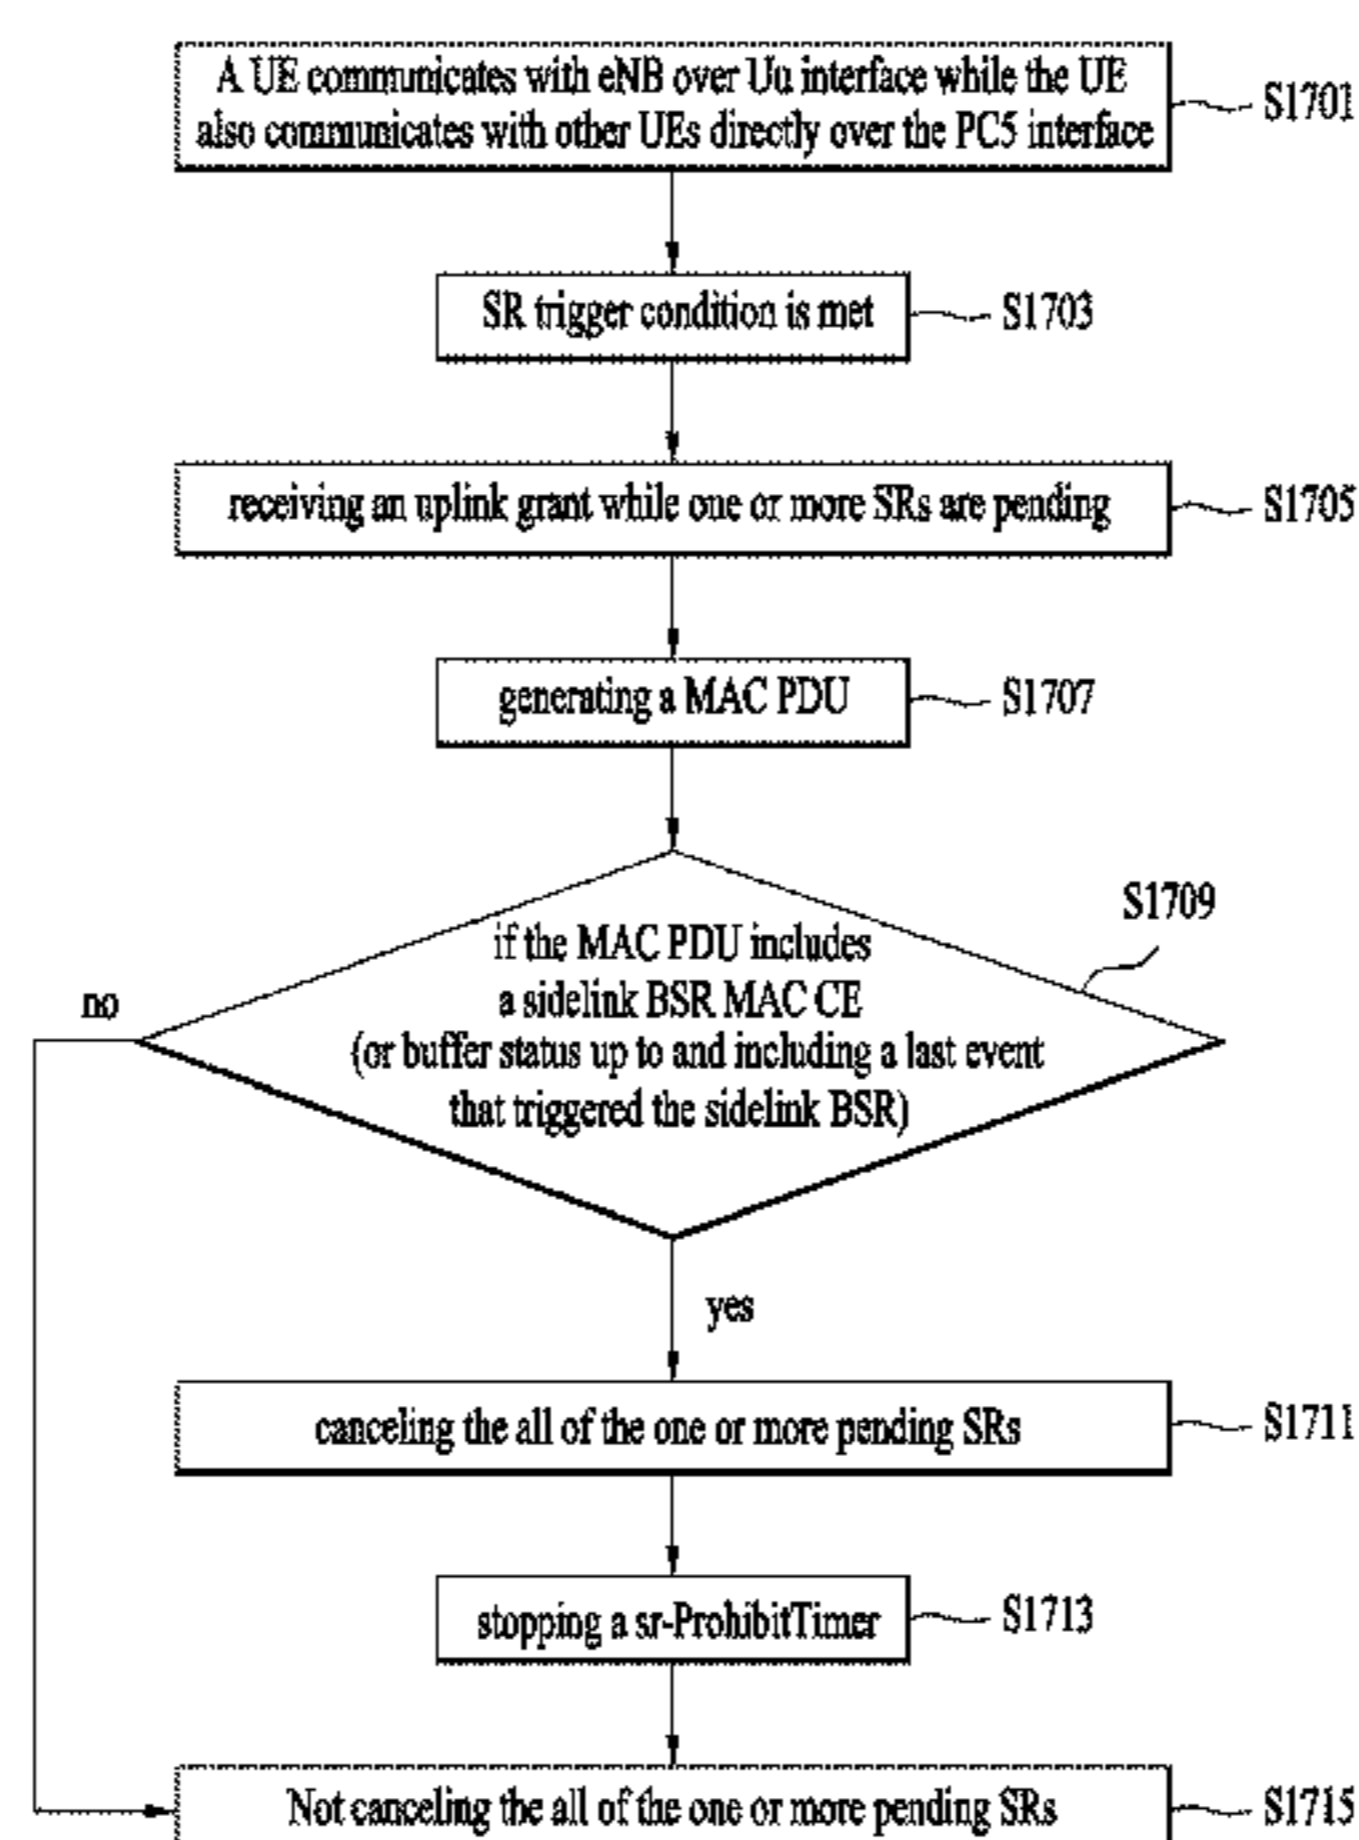 A UE communicates with eNB over Uu interface while the UE
also communicates with other UEs directly over the PC5 interface
S1701
SR trigger condition is met
S1703
receiving an uplink grant while one or more SRs are pending
S1705
generating a MAC PDU
S1707
S1709
if the MAC PDU includes
a sidelink BSR MAC CE
(or buffer status up to and including a last event
that triggered the sidelink BSR)
no
yes
canceling the all of the one or more pending SRs
S1711
stopping a sr-ProhibitTimer
S1713
Not canceling the all of the one or more pending SRs
S1715